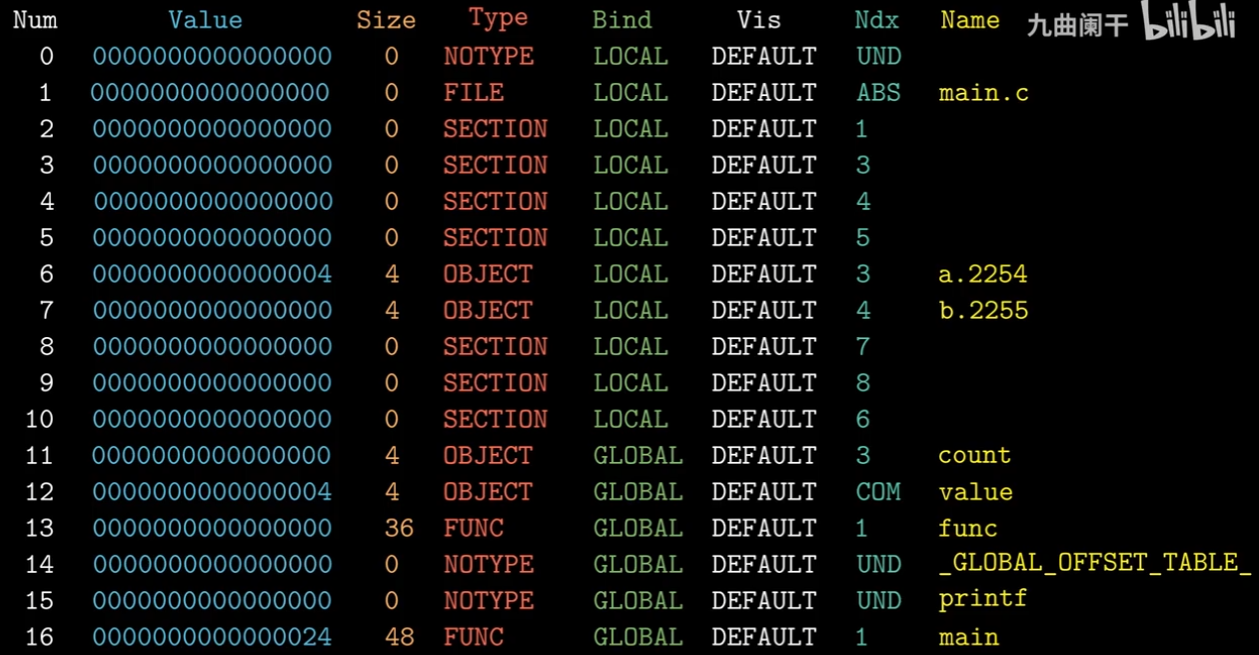 Num Value Size Type Bind Vis Ndx Name 九曲阑干 bilibili
0 0000000000000000 0 NOTYPE LOCAL DEFAULT UND
1 0000000000000000 0 FILE LOCAL DEFAULT ABS main.c
2 0000000000000000 0 SECTION LOCAL DEFAULT 1
3 0000000000000000 0 SECTION LOCAL DEFAULT 3
4 0000000000000000 0 SECTION LOCAL DEFAULT 4
5 0000000000000000 0 SECTION LOCAL DEFAULT 5
6 0000000000000004 4 OBJECT LOCAL DEFAULT 3 a.2254
7 0000000000000000 4 OBJECT LOCAL DEFAULT 4 b.2255
8 0000000000000000 0 SECTION LOCAL DEFAULT 7
9 0000000000000000 0 SECTION LOCAL DEFAULT 8
10 0000000000000000 0 SECTION LOCAL DEFAULT 6
11 0000000000000000 4 OBJECT GLOBAL DEFAULT 3 count
12 0000000000000004 4 OBJECT GLOBAL DEFAULT COM value
13 0000000000000000 36 FUNC GLOBAL DEFAULT 1 func
14 0000000000000000 0 NOTYPE GLOBAL DEFAULT UND _GLOBAL_OFFSET_TABLE_
15 0000000000000000 0 NOTYPE GLOBAL DEFAULT UND printf
16 0000000000000024 48 FUNC GLOBAL DEFAULT 1 main